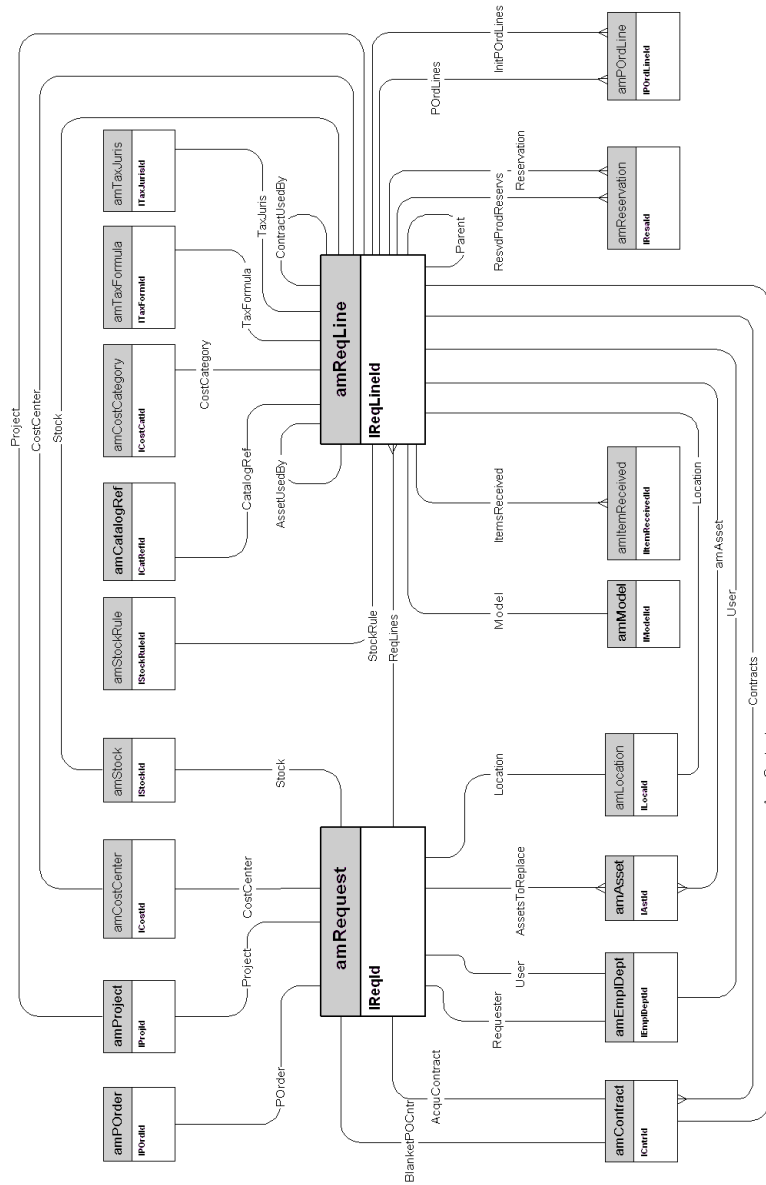 amPOrder
lPOrdId
amProject
lProjId
amCostCenter
lCostId
amStock
lStockId
amStockRule
lStockRuleId
amCatalogRef
lCatRefId
amCostCategory
lCostCatId
amTaxFormula
lTaxFormId
amTaxJuris
lTaxJurisId
Project
CostCenter
Stock
POrder
Project
CostCenter
Stock
StockRule
ReqLines
CatalogRef
AssetUsedBy
CostCategory
TaxFormula
TaxJuris
ContractUsedBy
amRequest
lReqId
amReqLine
lReqLineId
BlanketPOCntr
AcquContract
Requester
User
AssetsToReplace
Location
Model
ItemsReceived
Parent
ResvdProdReservs
Reservation
POrdLines
InitPOrdLines
amContract
lCntrId
amEmplDept
lEmplDeptId
amAsset
lAstId
amLocation
lLocaId
amModel
lModelId
amItemReceived
lItemReceivedId
amReservation
lResaId
amPOrdLine
lPOrdLineId
Location
amAsset
User
Contracts